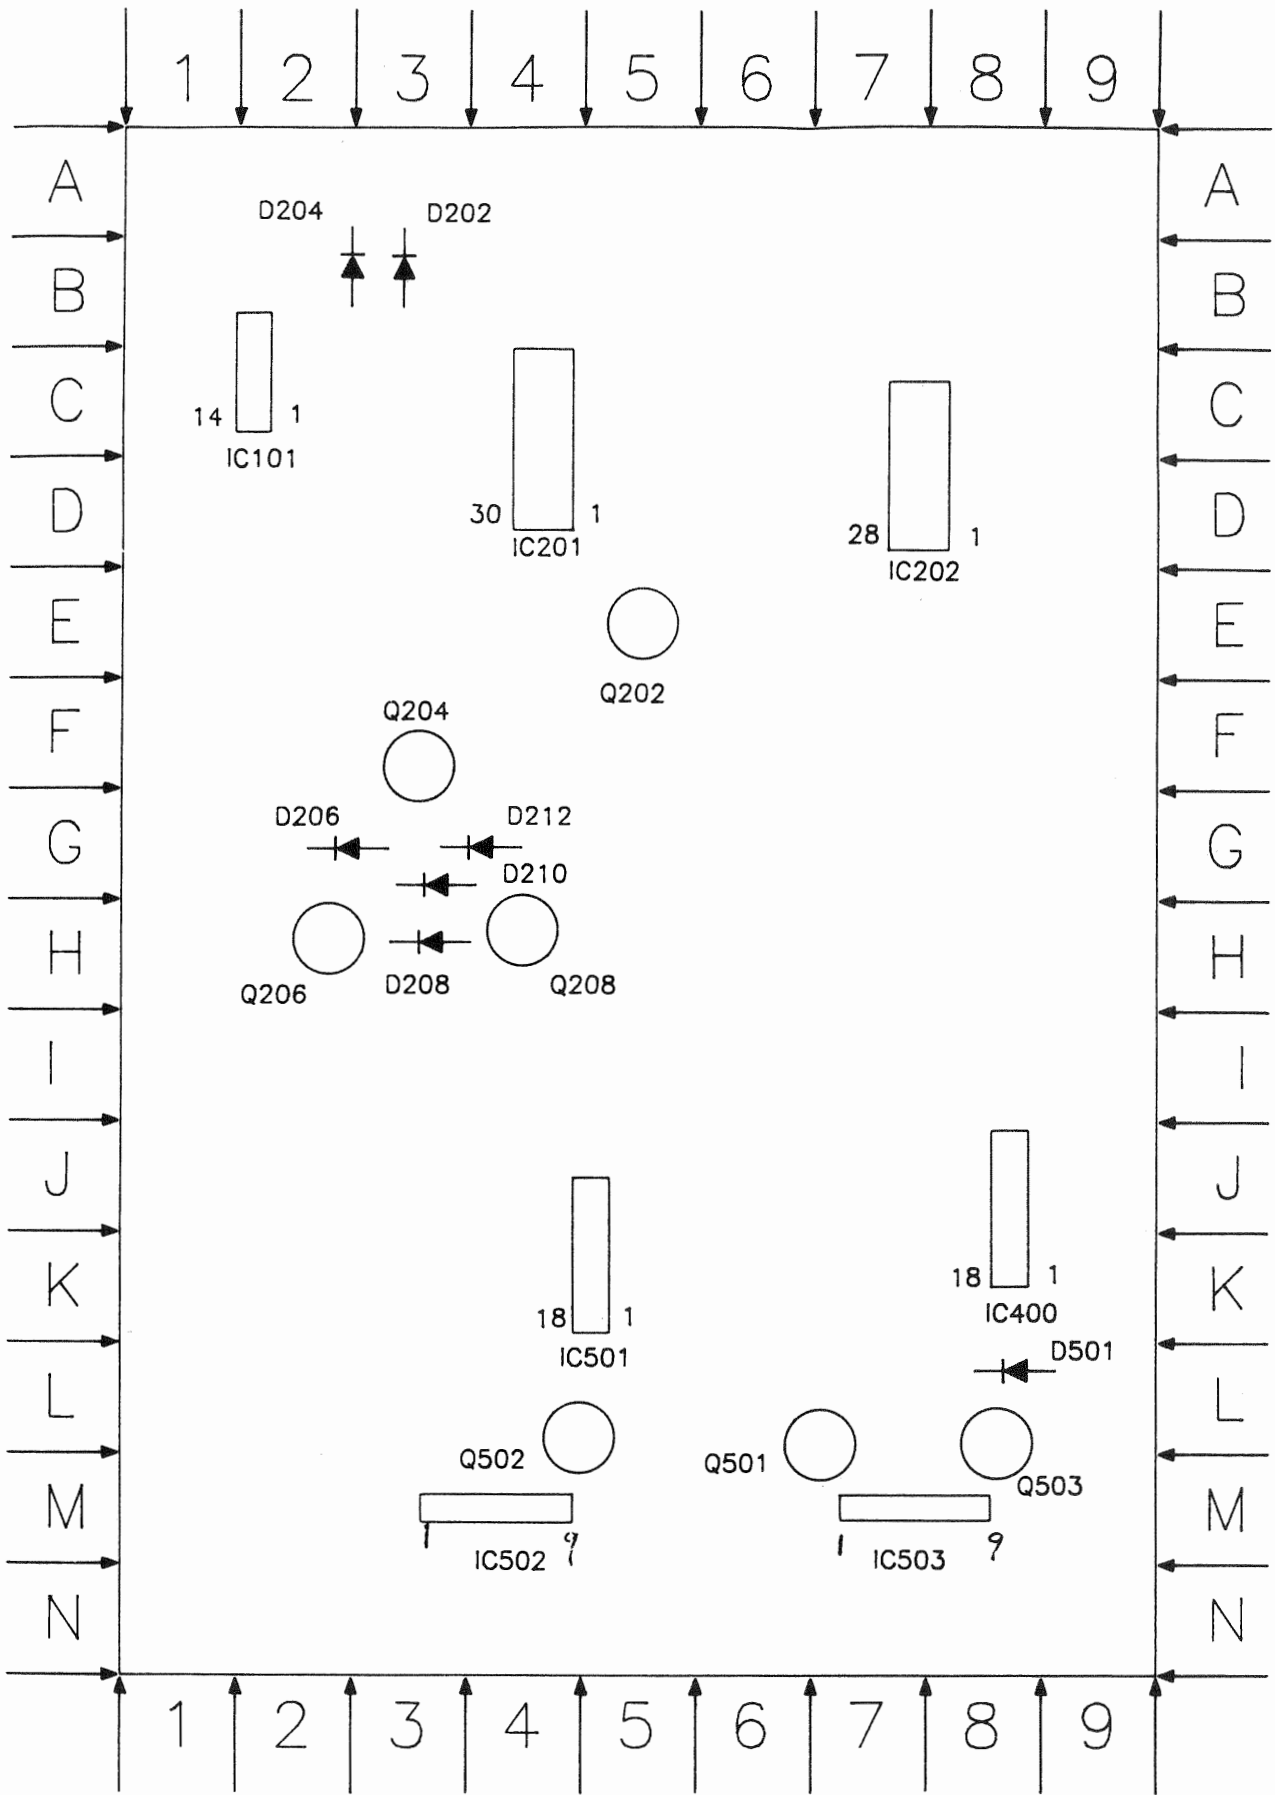 1 2 3 4 5 6 7 8 9
A A
D204 D202
B B
C C
14 1
IC101
D D
30 1
IC201
28 1
IC202
E E
Q202
F F
Q204
D206 D212
G G
D210
H H
Q206 D208 Q208
I I
J J
K K
18 1
IC400
18 1
IC501
D501
L L
Q502 Q501
Q503
M M
1 9 1 9
IC502 IC503
N N
1 2 3 4 5 6 7 8 9